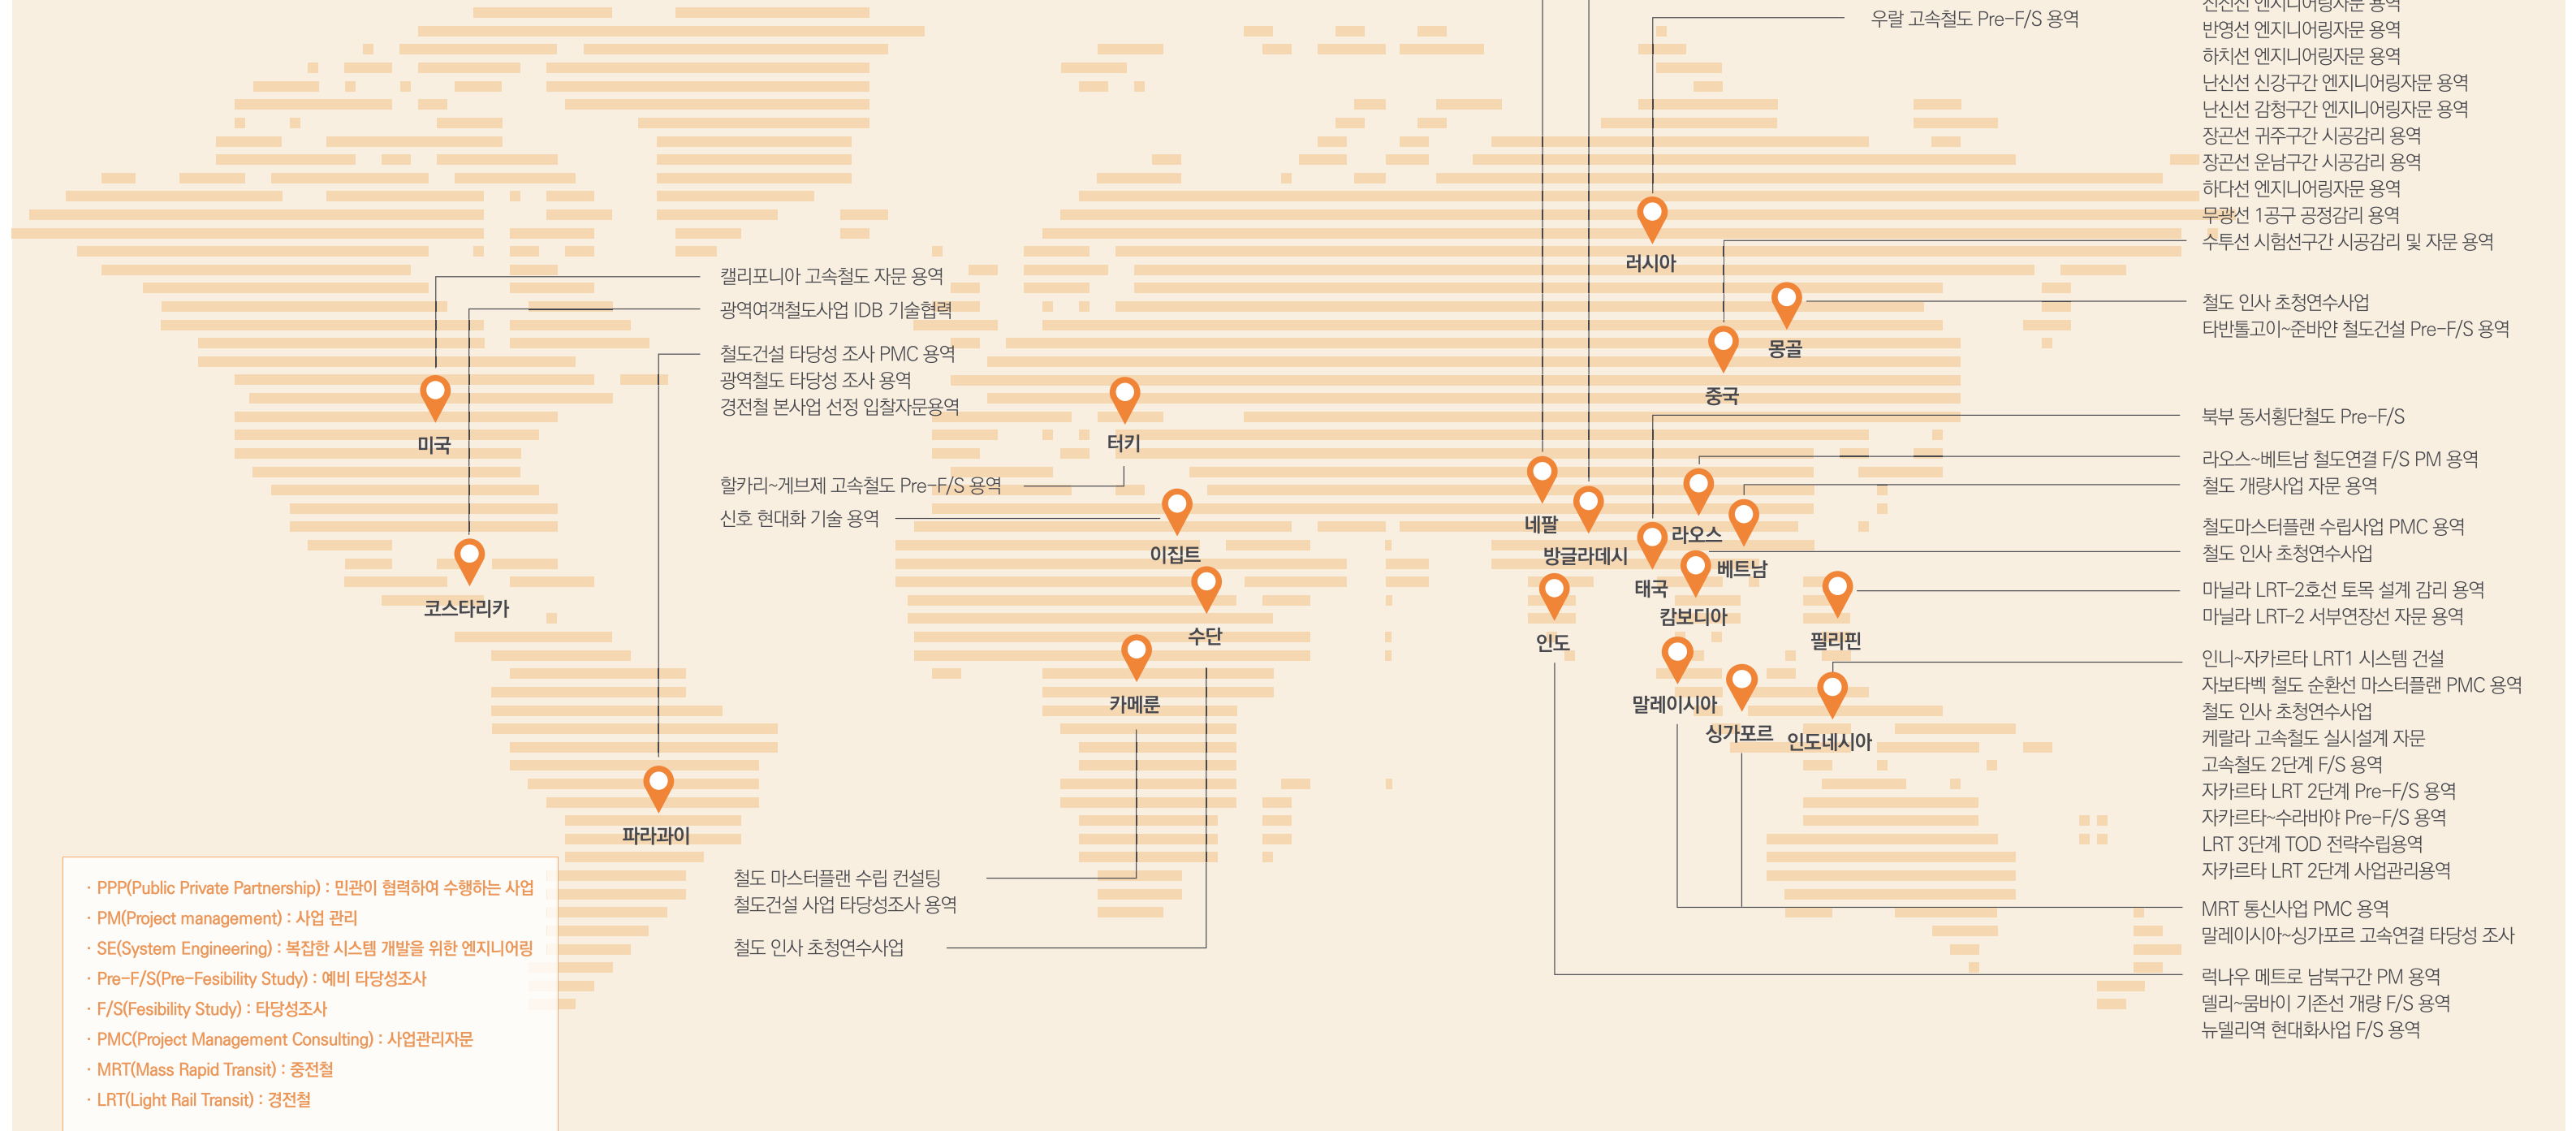 우랄 고속철도 Pre-F/S 용역
엔지니어링자문 용역
반영선 엔지니어링자문 용역
하치선 엔지니어링자문 용역
난신선 신강구간 엔지니어링자문 용역
난신선 감청구간 엔지니어링자문 용역
장곤선 귀주구간 시공감리 용역
장곤선 운남구간 시공감리 용역
하다선 엔지니어링자문 용역
무광선 1공구 공정감리 용역
수투선 시험선구간 시공감리 및 자문 용역
러시아
캘리포니아 고속철도 자문 용역
광역여객철도사업 IDB 기술협력
철도 인사 초청연수사업
타반톨고이~준바얀 철도건설 Pre-F/S 용역
몽골
철도건설 타당성 조사 PMC 용역
광역철도 타당성 조사 용역
경전철 본사업 선정 입찰자문용역
중국
북부 동서횡단철도 Pre-F/S
미국
터키
라오스~베트남 철도연결 F/S PM 용역
철도 개량사업 자문 용역
할카리~게브제 고속철도 Pre-F/S 용역
신호 현대화 기술 용역
네팔
라오스
철도마스터플랜 수립사업 PMC 용역
철도 인사 초청연수사업
이집트
방글라데시
베트남
태국
마닐라 LRT-2호선 토목 설계 감리 용역
마닐라 LRT-2 서부연장선 자문 용역
코스타리카
캄보디아
수단
인도
필리핀
인니~자카르타 LRT1 시스템 건설
자보타벡 철도 순환선 마스터플랜 PMC 용역
철도 인사 초청연수사업
케랄라 고속철도 실시설계 자문
고속철도 2단계 F/S 용역
자카르타 LRT 2단계 Pre-F/S 용역
자카르타~수라바야 Pre-F/S 용역
LRT 3단계 TOD 전략수립용역
자카르타 LRT 2단계 사업관리용역
카메룬
말레이시아
싱가포르
인도네시아
파라과이
철도 마스터플랜 수립 컨설팅
철도건설 사업 타당성조사 용역
철도 인사 초청연수사업
MRT 통신사업 PMC 용역
말레이시아~싱가포르 고속연결 타당성 조사
럭나우 메트로 남북구간 PM 용역
델리~뭄바이 기존선 개량 F/S 용역
뉴델리역 현대화사업 F/S 용역
· PPP(Public Private Partnership) : 민관이 협력하여 수행하는 사업
· PM(Project management) : 사업 관리
· SE(System Engineering) : 복잡한 시스템 개발을 위한 엔지니어링
· Pre-F/S(Pre-Fesibility Study) : 예비 타당성조사
· F/S(Fesibility Study) : 타당성조사
· PMC(Project Management Consulting) : 사업관리자문
· MRT(Mass Rapid Transit) : 중전철
· LRT(Light Rail Transit) : 경전철